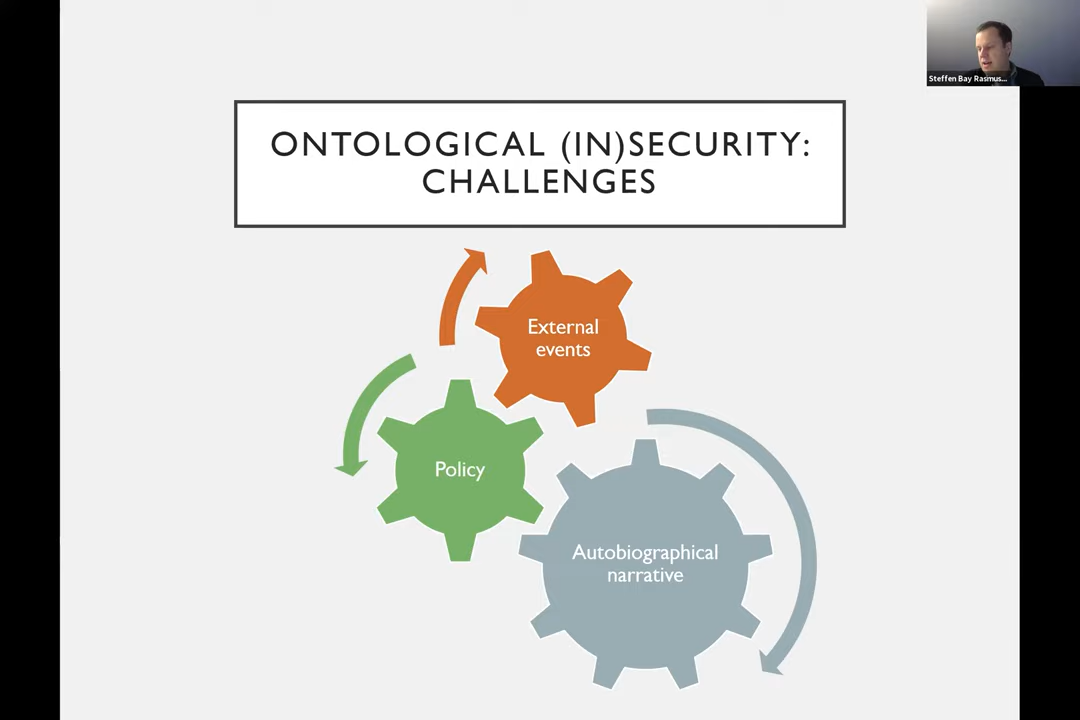 Steffen Bay Rasmus...
ONTOLOGICAL (IN)SECURITY:
CHALLENGES
External
events
Policy
Autobiographical
narrative